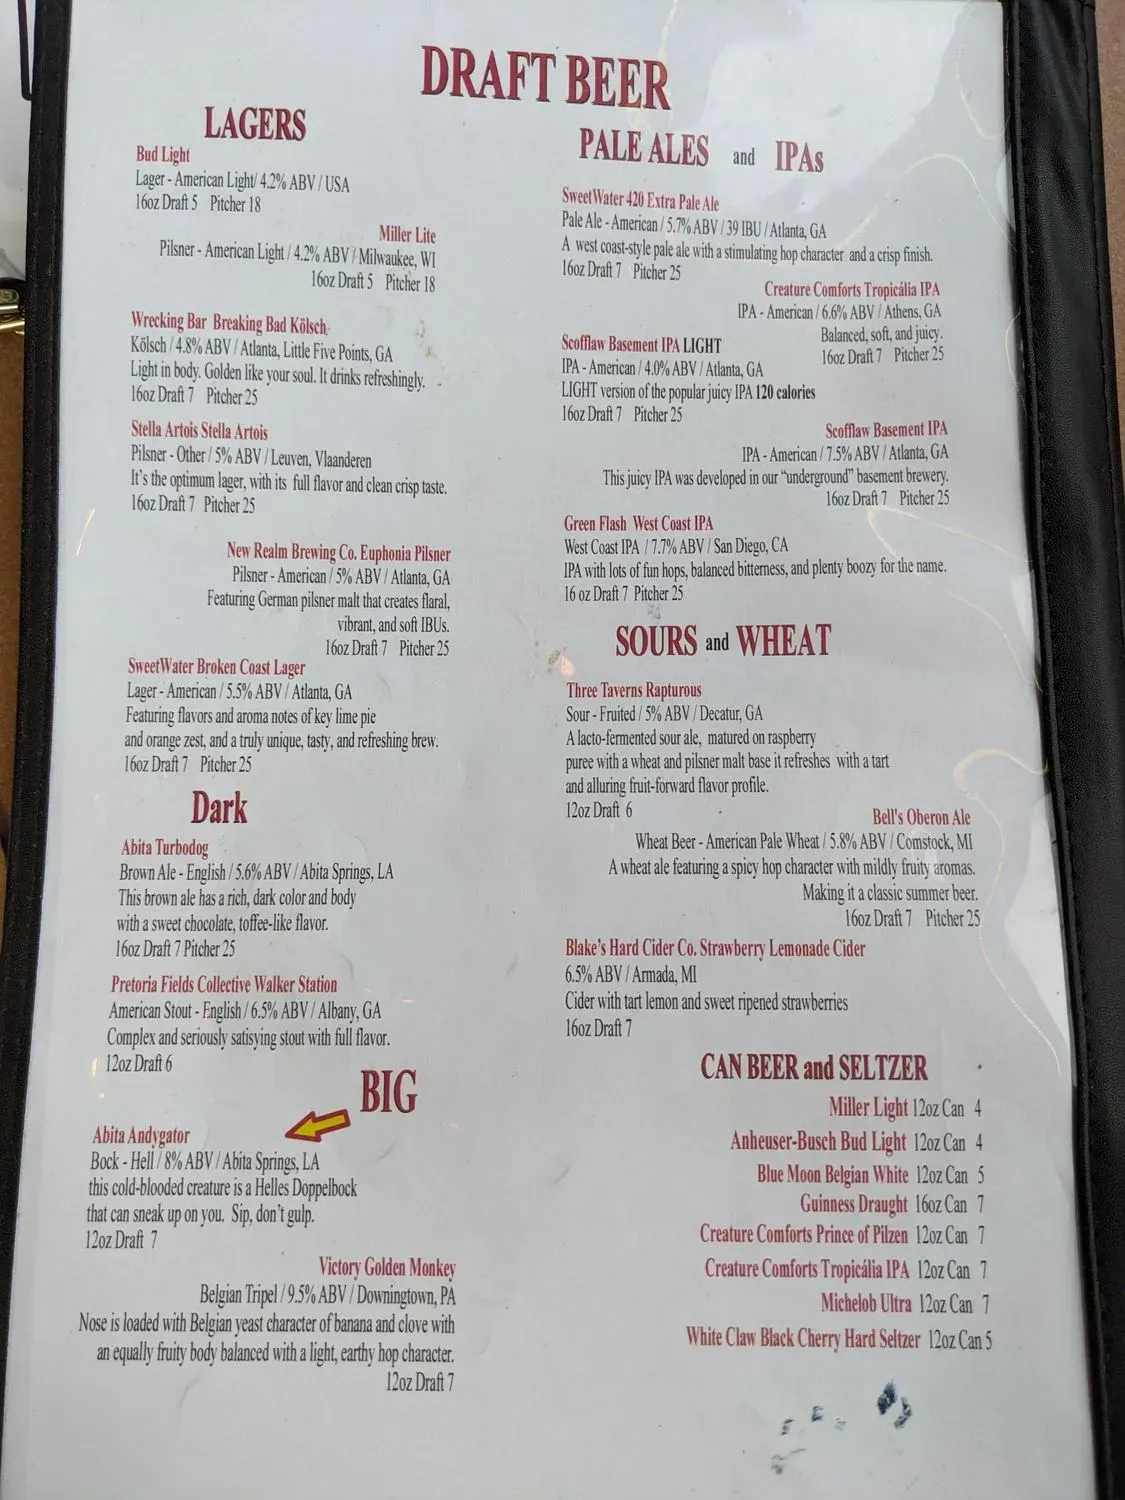 DRAFT BEER
LAGERS
Bud Light
Lager - American Light/ 4.2% ABV / USA
16oz Draft 5 Pitcher 18
Miller Lite
Pilsner - American Light / 4.2% ABV / Milwaukee, WI
16oz Draft 5 Pitcher 18
Wrecking Bar Breaking Bad Kölsch
Kölsch / 4.8% ABV / Atlanta, Little Five Points, GA
Light in body. Golden like your soul. It drinks refreshingly.
16oz Draft 7 Pitcher 25
Stella Artois Stella Artois
Pilsner - Other / 5% ABV / Leuven, Vlaanderen
It's the optimum lager, with its full flavor and clean crisp taste.
16oz Draft 7 Pitcher 25
New Realm Brewing Co. Euphonia Pilsner
Pilsner - American / 5% ABV / Atlanta, GA
Featuring German pilsner malt that creates flaral,
vibrant, and soft IBUs.
16oz Draft 7 Pitcher 25
SweetWater Broken Coast Lager
Lager - American / 5.5% ABV / Atlanta, GA
Featuring flavors and aroma notes of key lime pie
and orange zest, and a truly unique, tasty, and refreshing brew.
16oz Draft 7 Pitcher 25
Dark
Abita Turbodog
Brown Ale - English / 5.6% ABV / Abita Springs, LA
This brown ale has a rich, dark color and body
with a sweet chocolate, toffee-like flavor.
16oz Draft 7 Pitcher 25
Pretoria Fields Collective Walker Station
American Stout - English / 6.5% ABV / Albany, GA
Complex and seriously satisying stout with full flavor.
12oz Draft 6
BIG
Abita Andygator
Bock - Hell / 8% ABV / Abita Springs, LA
this cold-blooded creature is a Helles Doppelbock
that can sneak up on you. Sip, don't gulp.
12oz Draft 7
Victory Golden Monkey
Belgian Tripel / 9.5% ABV / Downingtown, PA
Nose is loaded with Belgian yeast character of banana and clove with
an equally fruity body balanced with a light, earthy hop character.
12oz Draft 7
PALE ALES and IPAs
SweetWater 420 Extra Pale Ale
Pale Ale - American / 5.7% ABV / 39 IBU / Atlanta, GA
A west coast-style pale ale with a stimulating hop character and a crisp finish.
16oz Draft 7 Pitcher 25
Creature Comforts Tropicália IPA
IPA - American / 6.6% ABV / Athens, GA
Balanced, soft, and juicy.
16oz Draft 7 Pitcher 25
Scofflaw Basement IPA LIGHT
IPA - American / 4.0% ABV / Atlanta, GA
LIGHT version of the popular juicy IPA 120 calories
16oz Draft 7 Pitcher 25
Scofflaw Basement IPA
IPA - American / 7.5% ABV / Atlanta, GA
This juicy IPA was developed in our “underground” basement brewery.
16oz Draft 7 Pitcher 25
Green Flash West Coast IPA
West Coast IPA / 7.7% ABV / San Diego, CA
IPA with lots of fun hops, balanced bitterness, and plenty boozy for the name.
16 oz Draft 7 Pitcher 25
SOURS and WHEAT
Three Taverns Rapturous
Sour - Fruited / 5% ABV / Decatur, GA
A lacto-fermented sour ale, matured on raspberry
puree with a wheat and pilsner malt base it refreshes with a tart
and alluring fruit-forward flavor profile.
12oz Draft 6
Bell's Oberon Ale
Wheat Beer - American Pale Wheat / 5.8% ABV / Comstock, MI
A wheat ale featuring a spicy hop character with mildly fruity aromas.
Making it a classic summer beer.
16oz Draft 7 Pitcher 25
Blake's Hard Cider Co. Strawberry Lemonade Cider
6.5% ABV / Armada, MI
Cider with tart lemon and sweet ripened strawberries
16oz Draft 7
CAN BEER and SELTZER
Miller Light 12oz Can 4
Anheuser-Busch Bud Light 12oz Can 4
Blue Moon Belgian White 12oz Can 5
Guinness Draught 16oz Can 7
Creature Comforts Prince of Pilzen 12oz Can 7
Creature Comforts Tropicália IPA 12oz Can 7
Michelob Ultra 12oz Can 7
White Claw Black Cherry Hard Seltzer 12oz Can 5